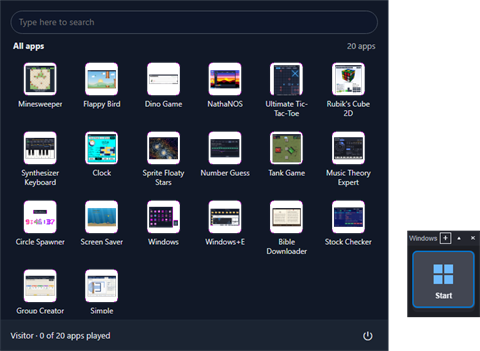 Type here to search
All apps
20 apps
Minesweeper
Flappy Bird
Dino Game
NathaNOS
Ultimate Tic-
Tac-Toe
Rubik's Cube
2D
Synthesizer
Keyboard
Clock
Sprite Floaty
Stars
Number Guess
Tank Game
Music Theory
Expert
Circle Spawner
Screen Saver
Windows
Windows+E
Bible
Downloader
Stock Checker
Group Creator
Simple
Visitor · 0 of 20 apps played
Windows
Start